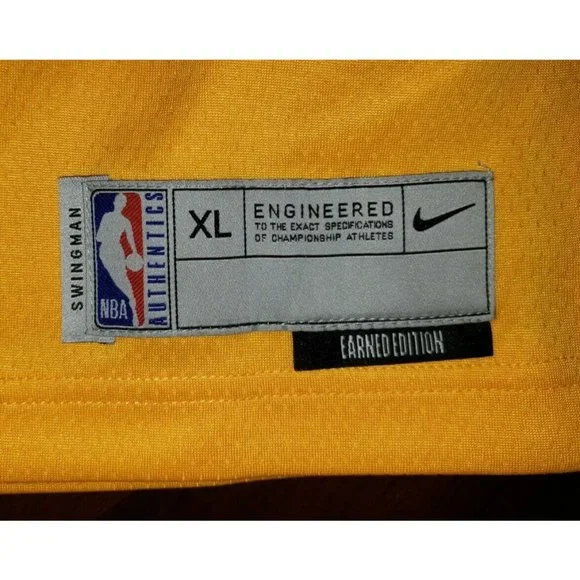 SWINGMAN
NBA
AUTHENTICS
XL
ENGINEERED
TO THE EXACT SPECIFICATIONS
OF CHAMPIONSHIP ATHLETES
EARNED EDITION